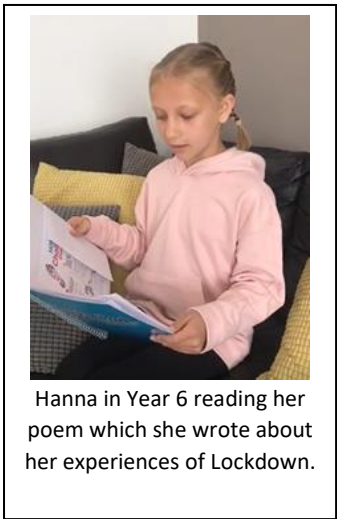 Hanna in Year 6 reading her
poem which she wrote about
her experiences of Lockdown.